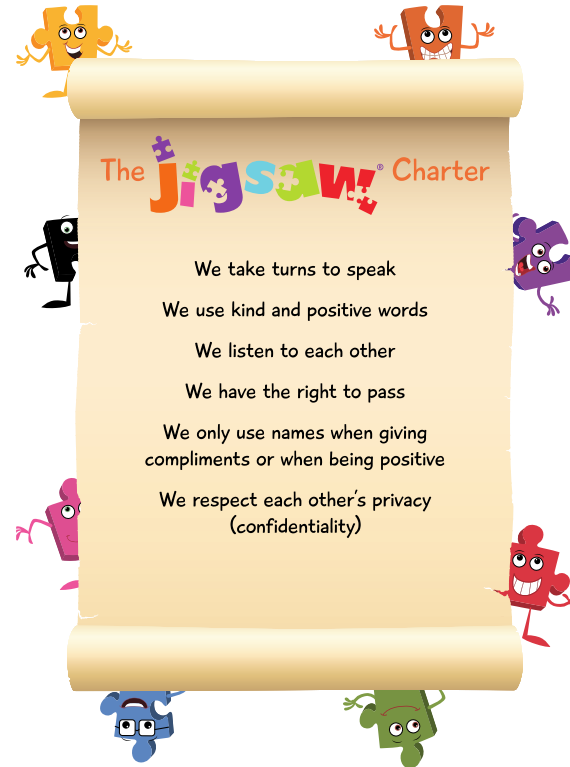 The Jigsaw® Charter
We take turns to speak
We use kind and positive words
We listen to each other
We have the right to pass
We only use names when giving
compliments or when being positive
We respect each other's privacy
(confidentiality)